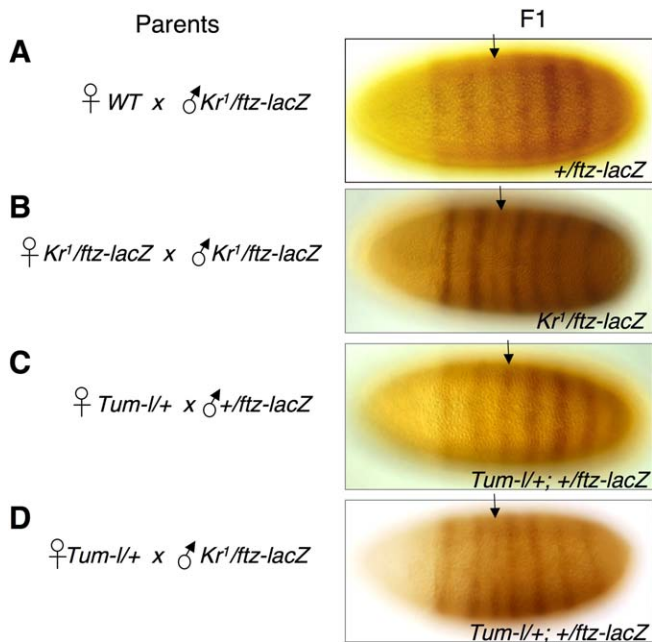 Parents F1
A
♀ WT x ♂Kr¹/ftz-lacZ
+/ftz-lacZ
B
♀ Kr¹/ftz-lacZ x ♂Kr¹/ftz-lacZ
Kr¹/ftz-lacZ
C
♀ Tum-l/+ x ♂+/ftz-lacZ
Tum-l/+; +/ftz-lacZ
D
♀Tum-l/+ x ♂ Kr¹/ftz-lacZ
Tum-l/+; +/ftz-lacZ